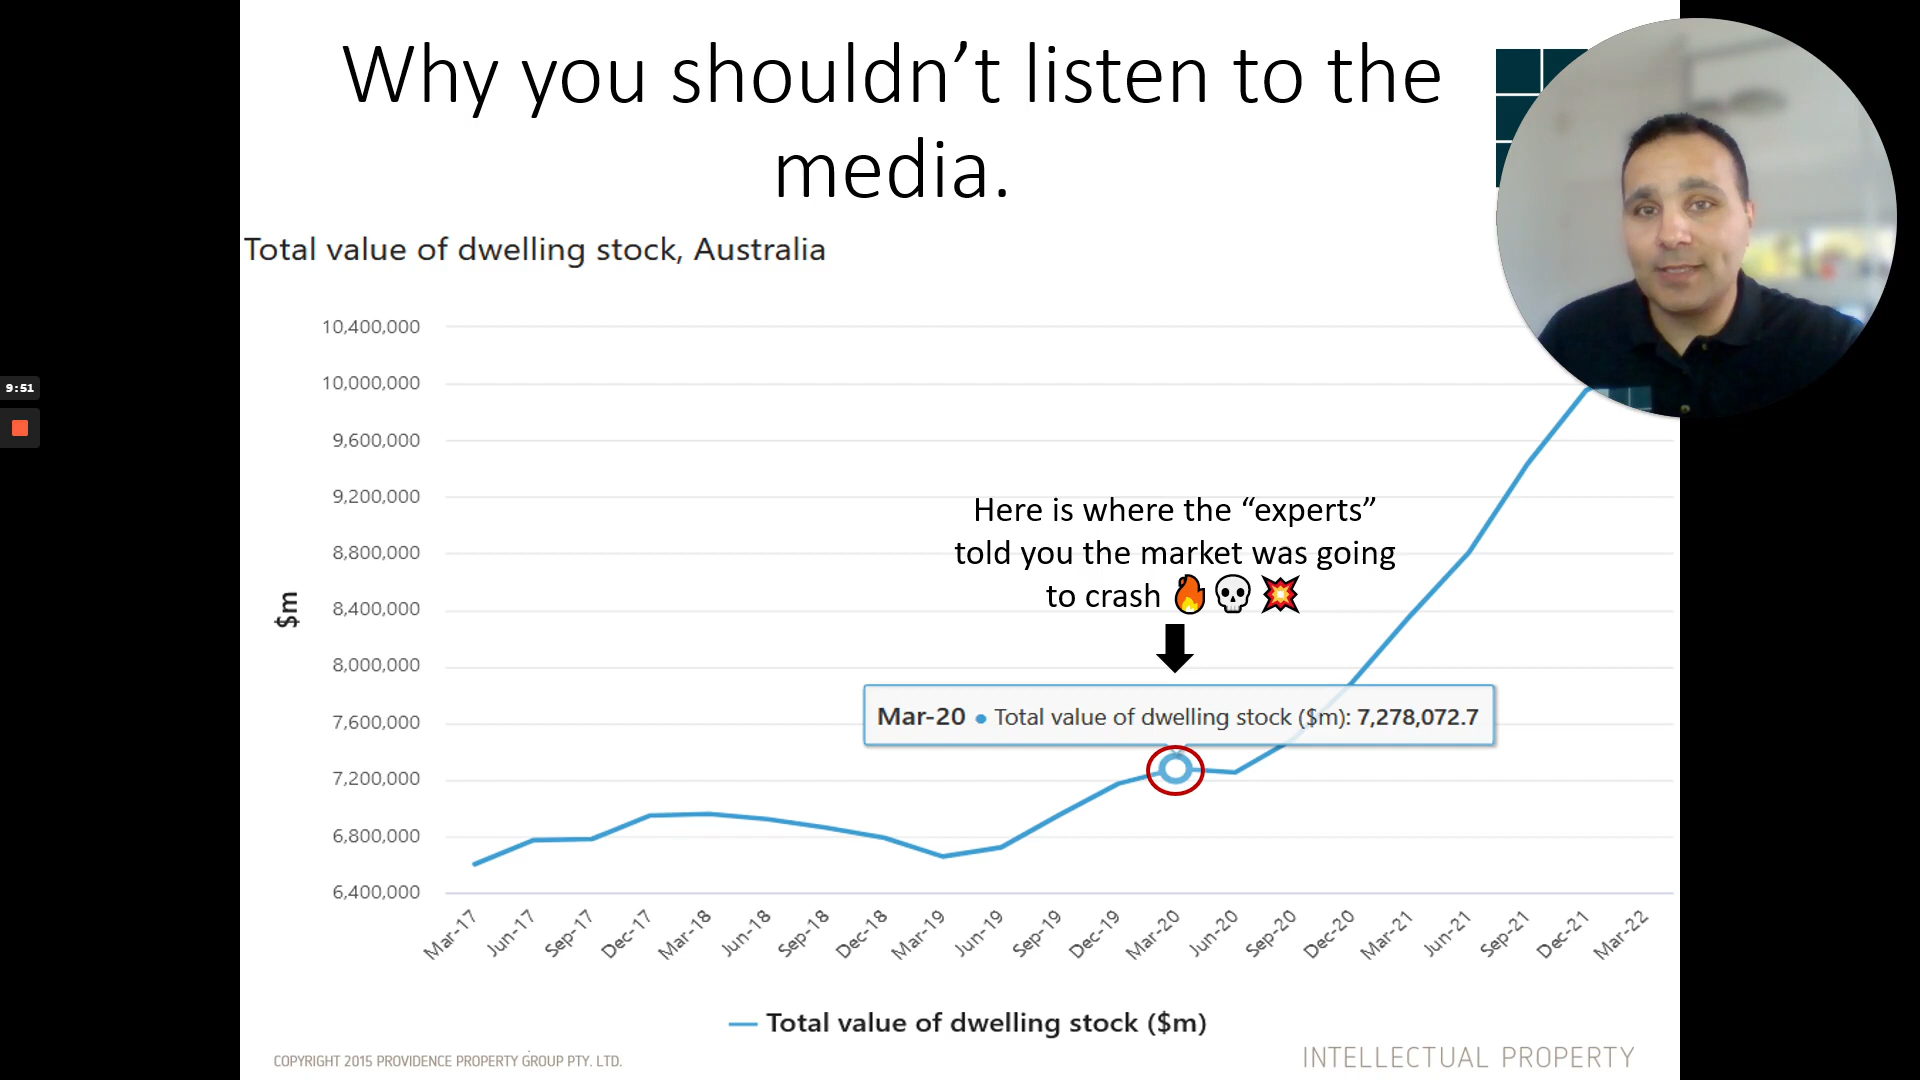 Why you shouldn’t listen to the
media.
Total value of dwelling stock, Australia
10,400,000
10,000,000
9:51
9,600,000
9,200,000
Here is where the “experts”
told you the market was going
to crash 🔥💀💥
8,800,000
8,400,000
$m
8,000,000
Mar-20 ● Total value of dwelling stock ($m): 7,278,072.7
7,600,000
7,200,000
6,800,000
6,400,000
Mar-17 Jun-17 Sep-17 Dec-17 Mar-18 Jun-18 Sep-18 Dec-18 Mar-19 Jun-19 Sep-19 Dec-19 Mar-20 Jun-20 Sep-20 Dec-20 Mar-21 Jun-21 Sep-21 Dec-21 Mar-22
Total value of dwelling stock ($m)
COPYRIGHT 2015 PROVIDENCE PROPERTY GROUP PTY. LTD.
INTELLECTUAL PROPERTY